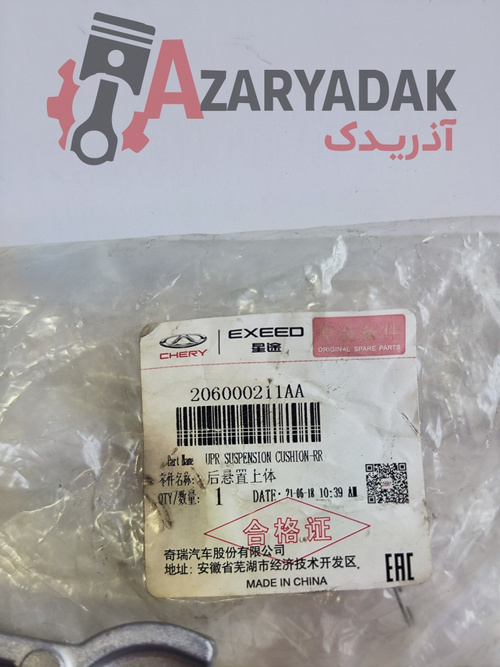 AZARYADAK
آذریدک
CHERY
EXEED
星途
ORIGINAL SPARE PARTS
206000211AA
Part Name UPR SUSPENSION CUSHION-RR
零件名称: 后悬置上体
QTY/数量: 1 DATE: 21-06-18 10:39 AM
合格证
奇瑞汽车股份有限公司
地址: 安徽省芜湖市经济技术开发区
MADE IN CHINA
EAC